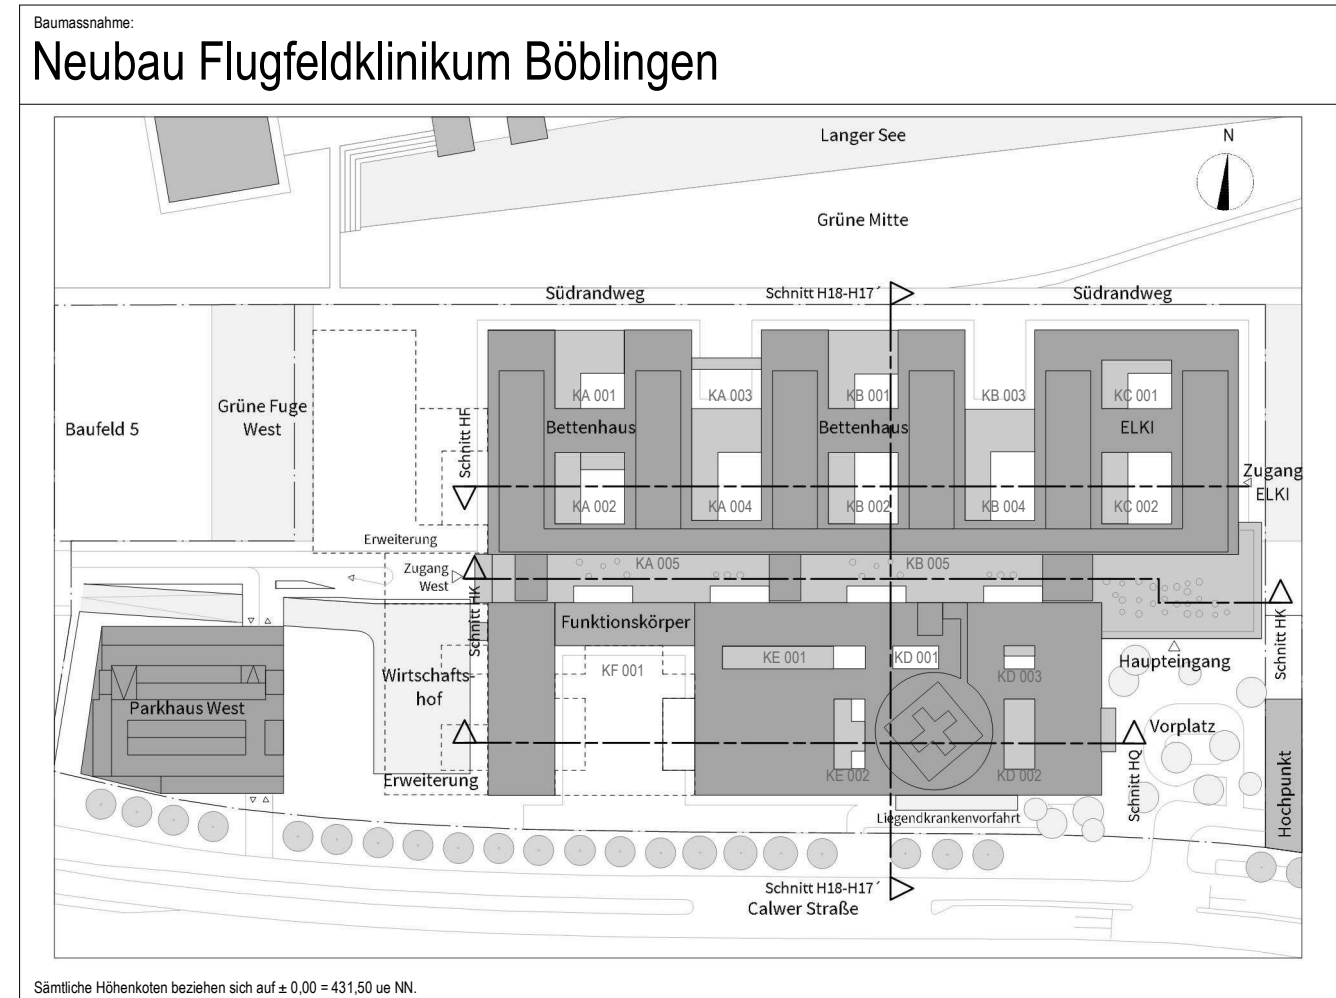 Baumassnahme:
Neubau Flugfeldklinikum Böblingen
Langer See
N
Grüne Mitte
Südrandweg
Schnitt H18-H17´
Südrandweg
KA 001
KA 003
KB 001
KB 003
KC 001
Grüne Fuge
West
Baufeld 5
Schnitt HF
Bettenhaus
Bettenhaus
ELKI
Zugang
ELKI
KA 002
KA 004
KB 002
KB 004
KC 002
Erweiterung
Zugang
West
KA 005
KB 005
Schnitt HK
Funktionskörper
Schnitt HK
KF 001
KE 001
KD 001
KD 003
Haupteingang
Wirtschafts-
hof
Parkhaus West
Vorplatz
Erweiterung
KE 002
KD 002
Schnitt HQ
Hochpunkt
Liegendkrankenvorfahrt
Schnitt H18-H17´
Calwer Straße
Sämtliche Höhenkoten beziehen sich auf ± 0,00 = 431,50 ue NN.